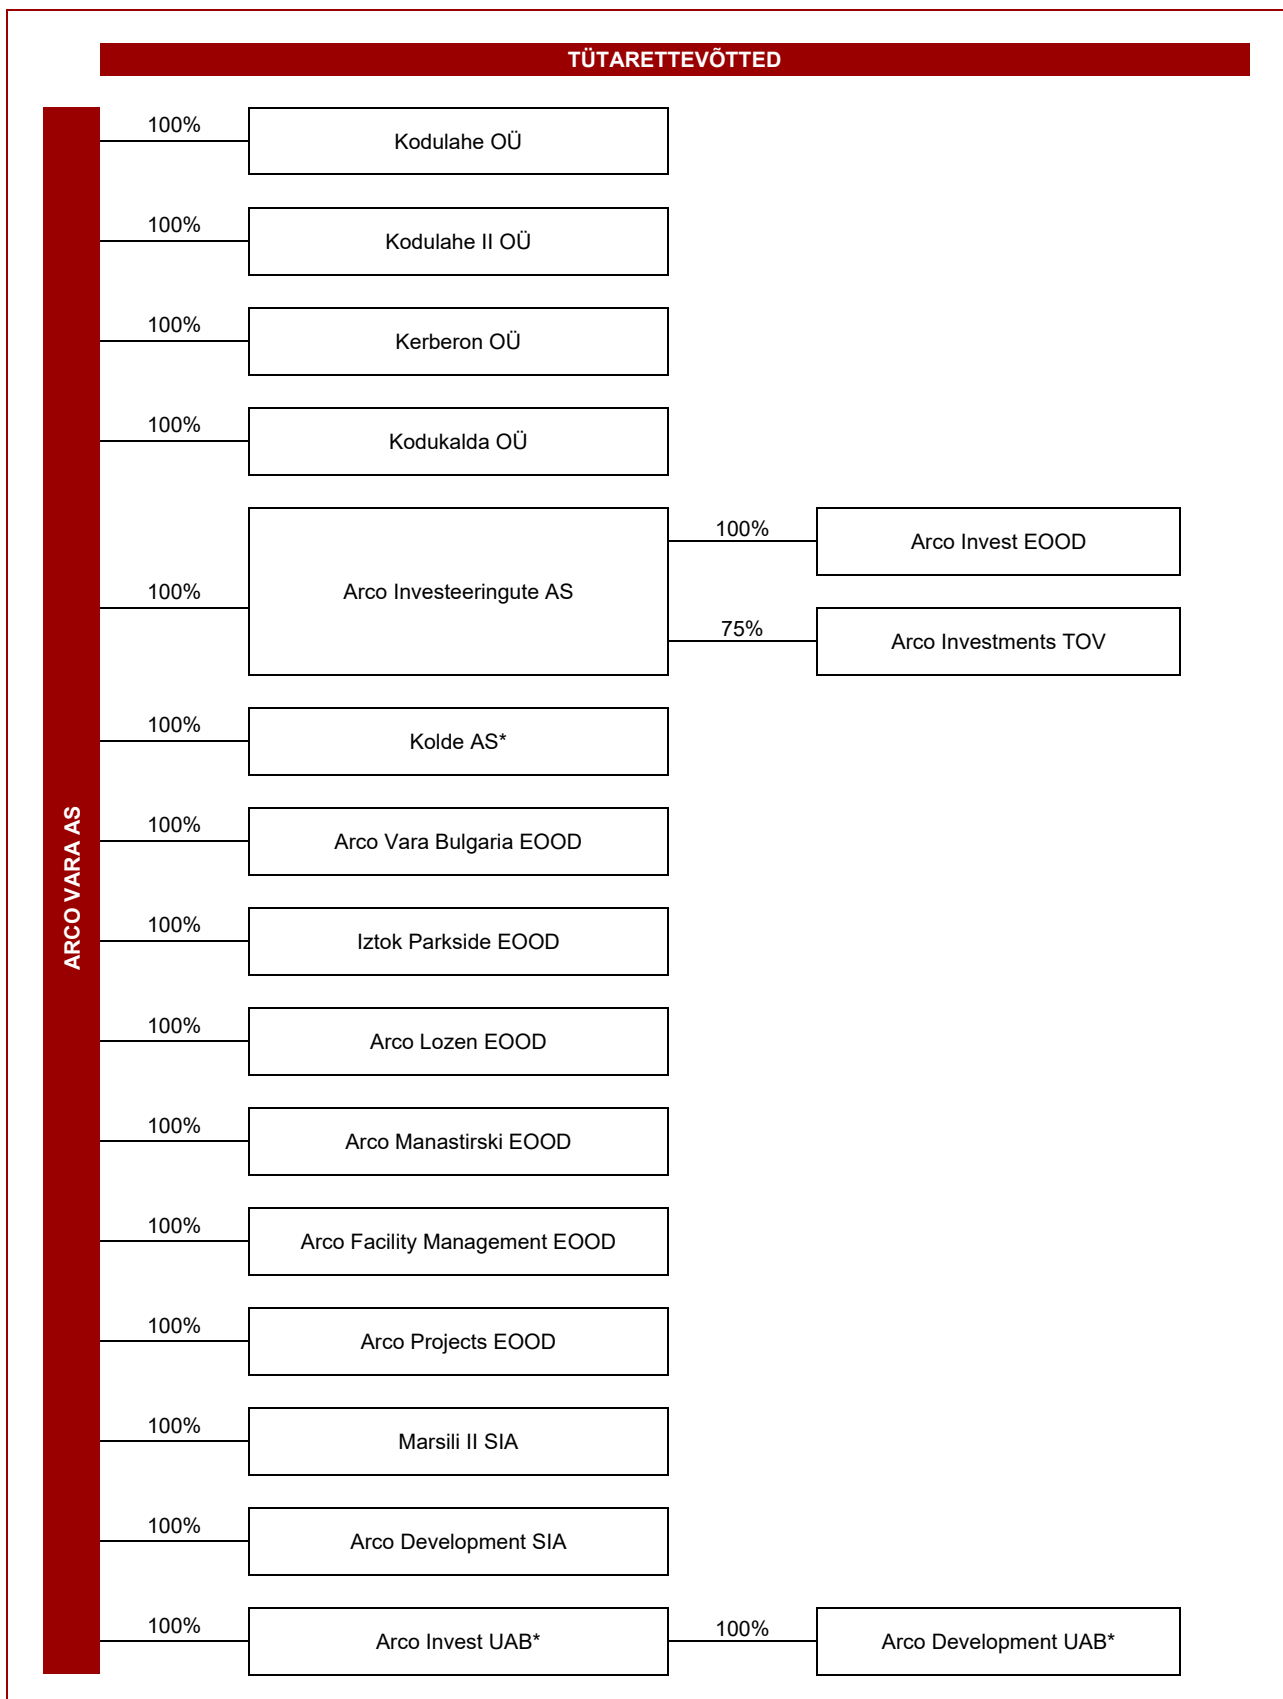 TÜTARETTEVÕTTED
ARCO VARA AS
100%
Kodulahe OÜ
100%
Kodulahe II OÜ
100%
Kerberon OÜ
100%
Kodukalda OÜ
100%
Arco Investeeringute AS
100%
Arco Invest EOOD
75%
Arco Investments TOV
100%
Kolde AS*
100%
Arco Vara Bulgaria EOOD
100%
Iztok Parkside EOOD
100%
Arco Lozen EOOD
100%
Arco Manastirski EOOD
100%
Arco Facility Management EOOD
100%
Arco Projects EOOD
100%
Marsili II SIA
100%
Arco Development SIA
100%
Arco Invest UAB*
100%
Arco Development UAB*